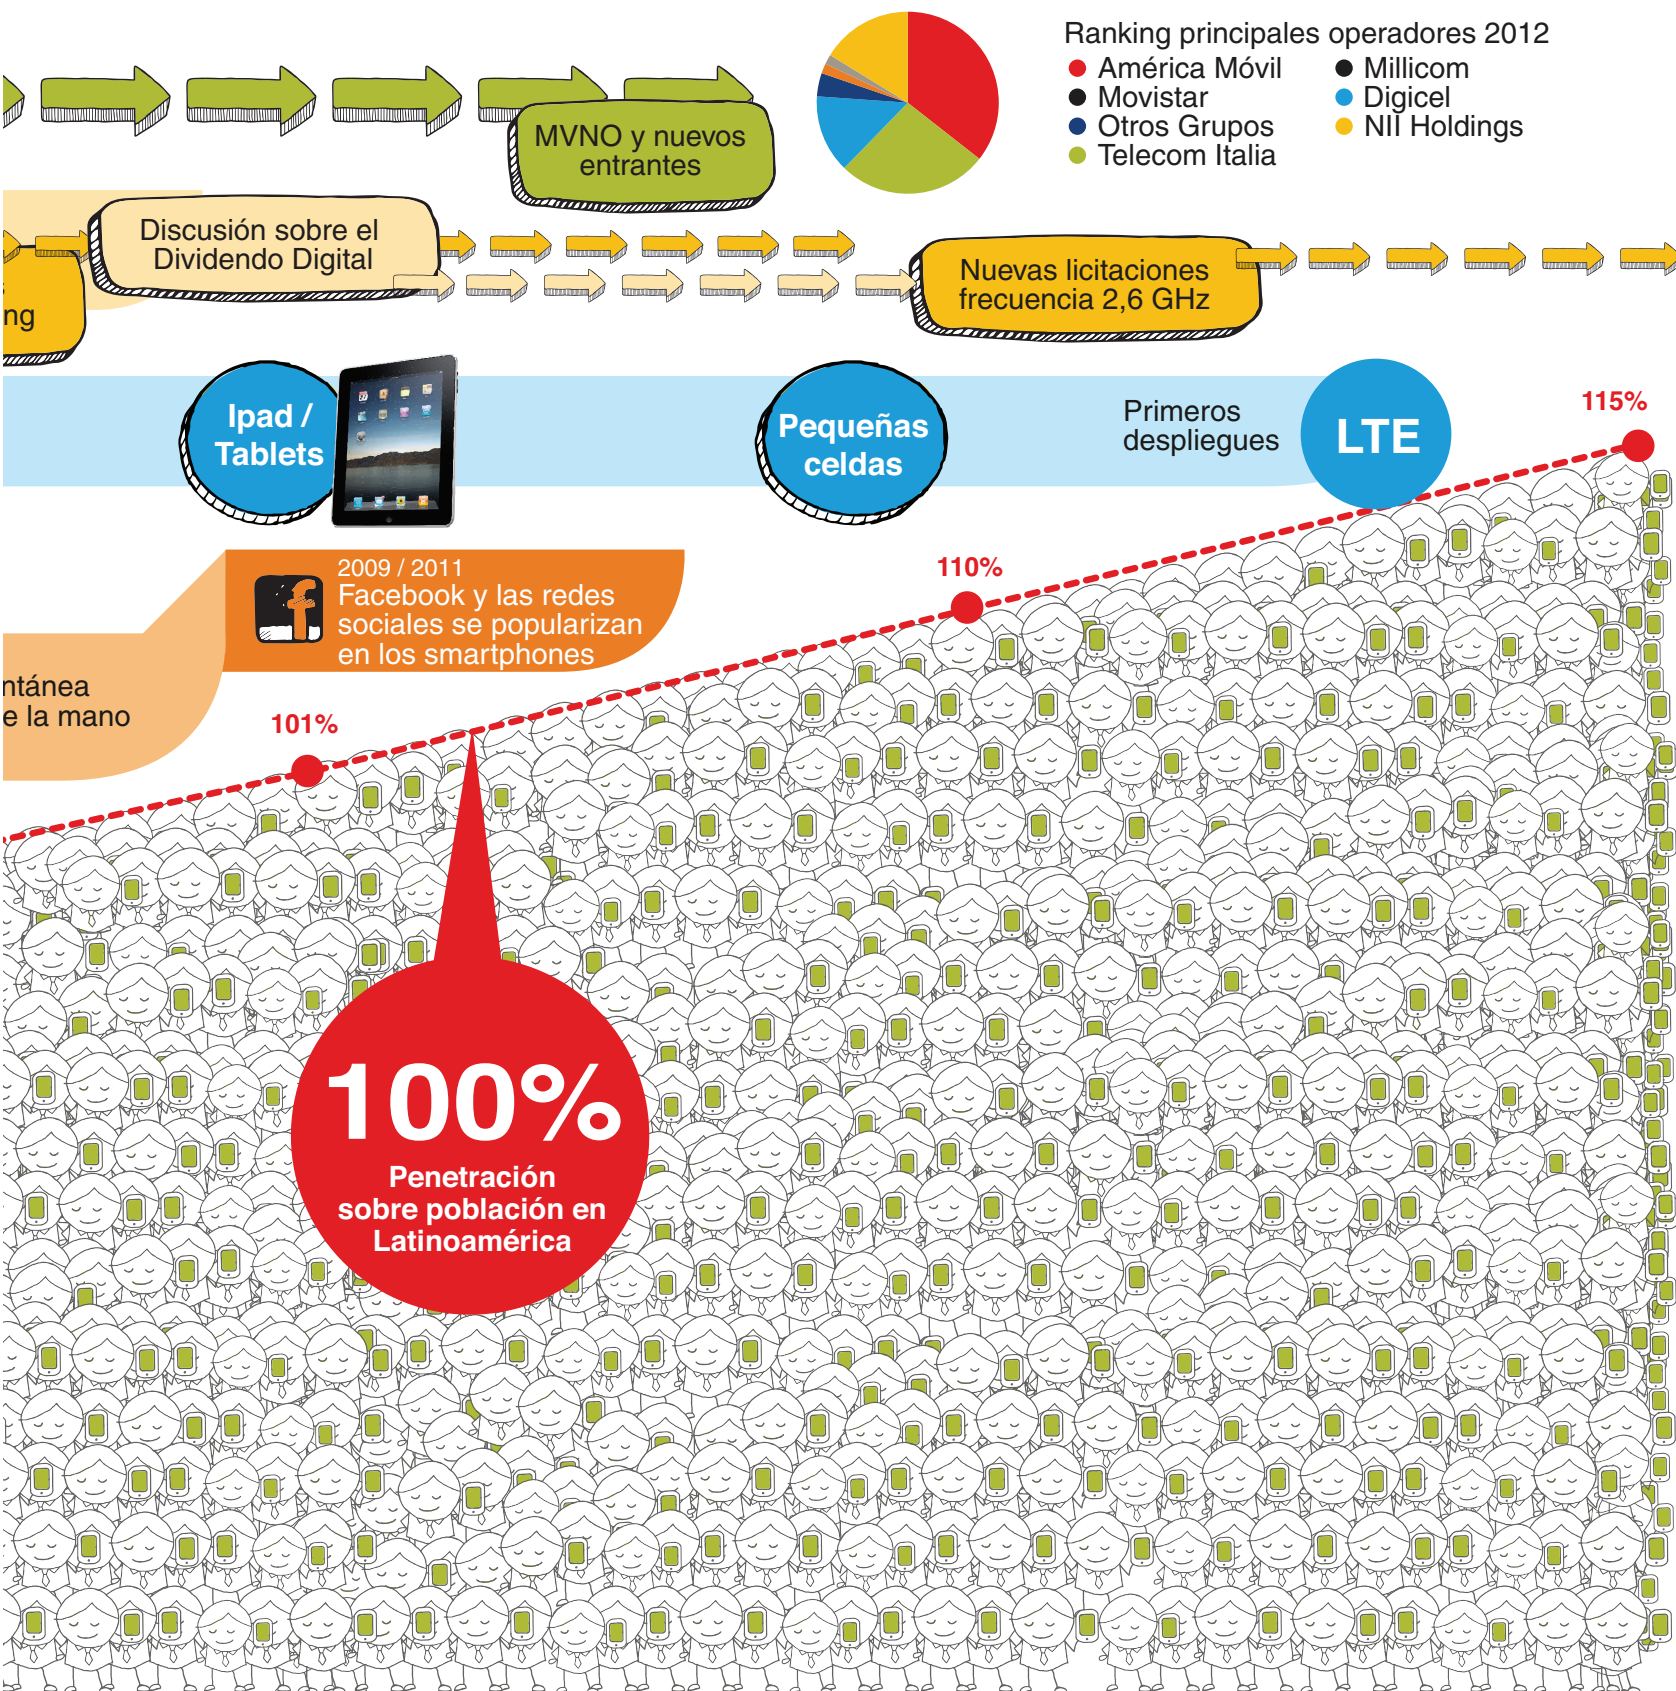 Ranking principales operadores 2012
América Móvil
Movistar
Otros Grupos
Telecom Italia
Millicom
Digicel
NII Holdings
MVNO y nuevos
entrantes
Discusión sobre el
Dividendo Digital
Nuevas licitaciones
frecuencia 2,6 GHz
ng
Ipad /
Tablets
Pequeñas
celdas
Primeros
despliegues
LTE
115%
110%
2009 / 2011
Facebook y las redes
sociales se popularizan
en los smartphones
ntánea
e la mano
101%
100%
Penetración
sobre población en
Latinoamérica